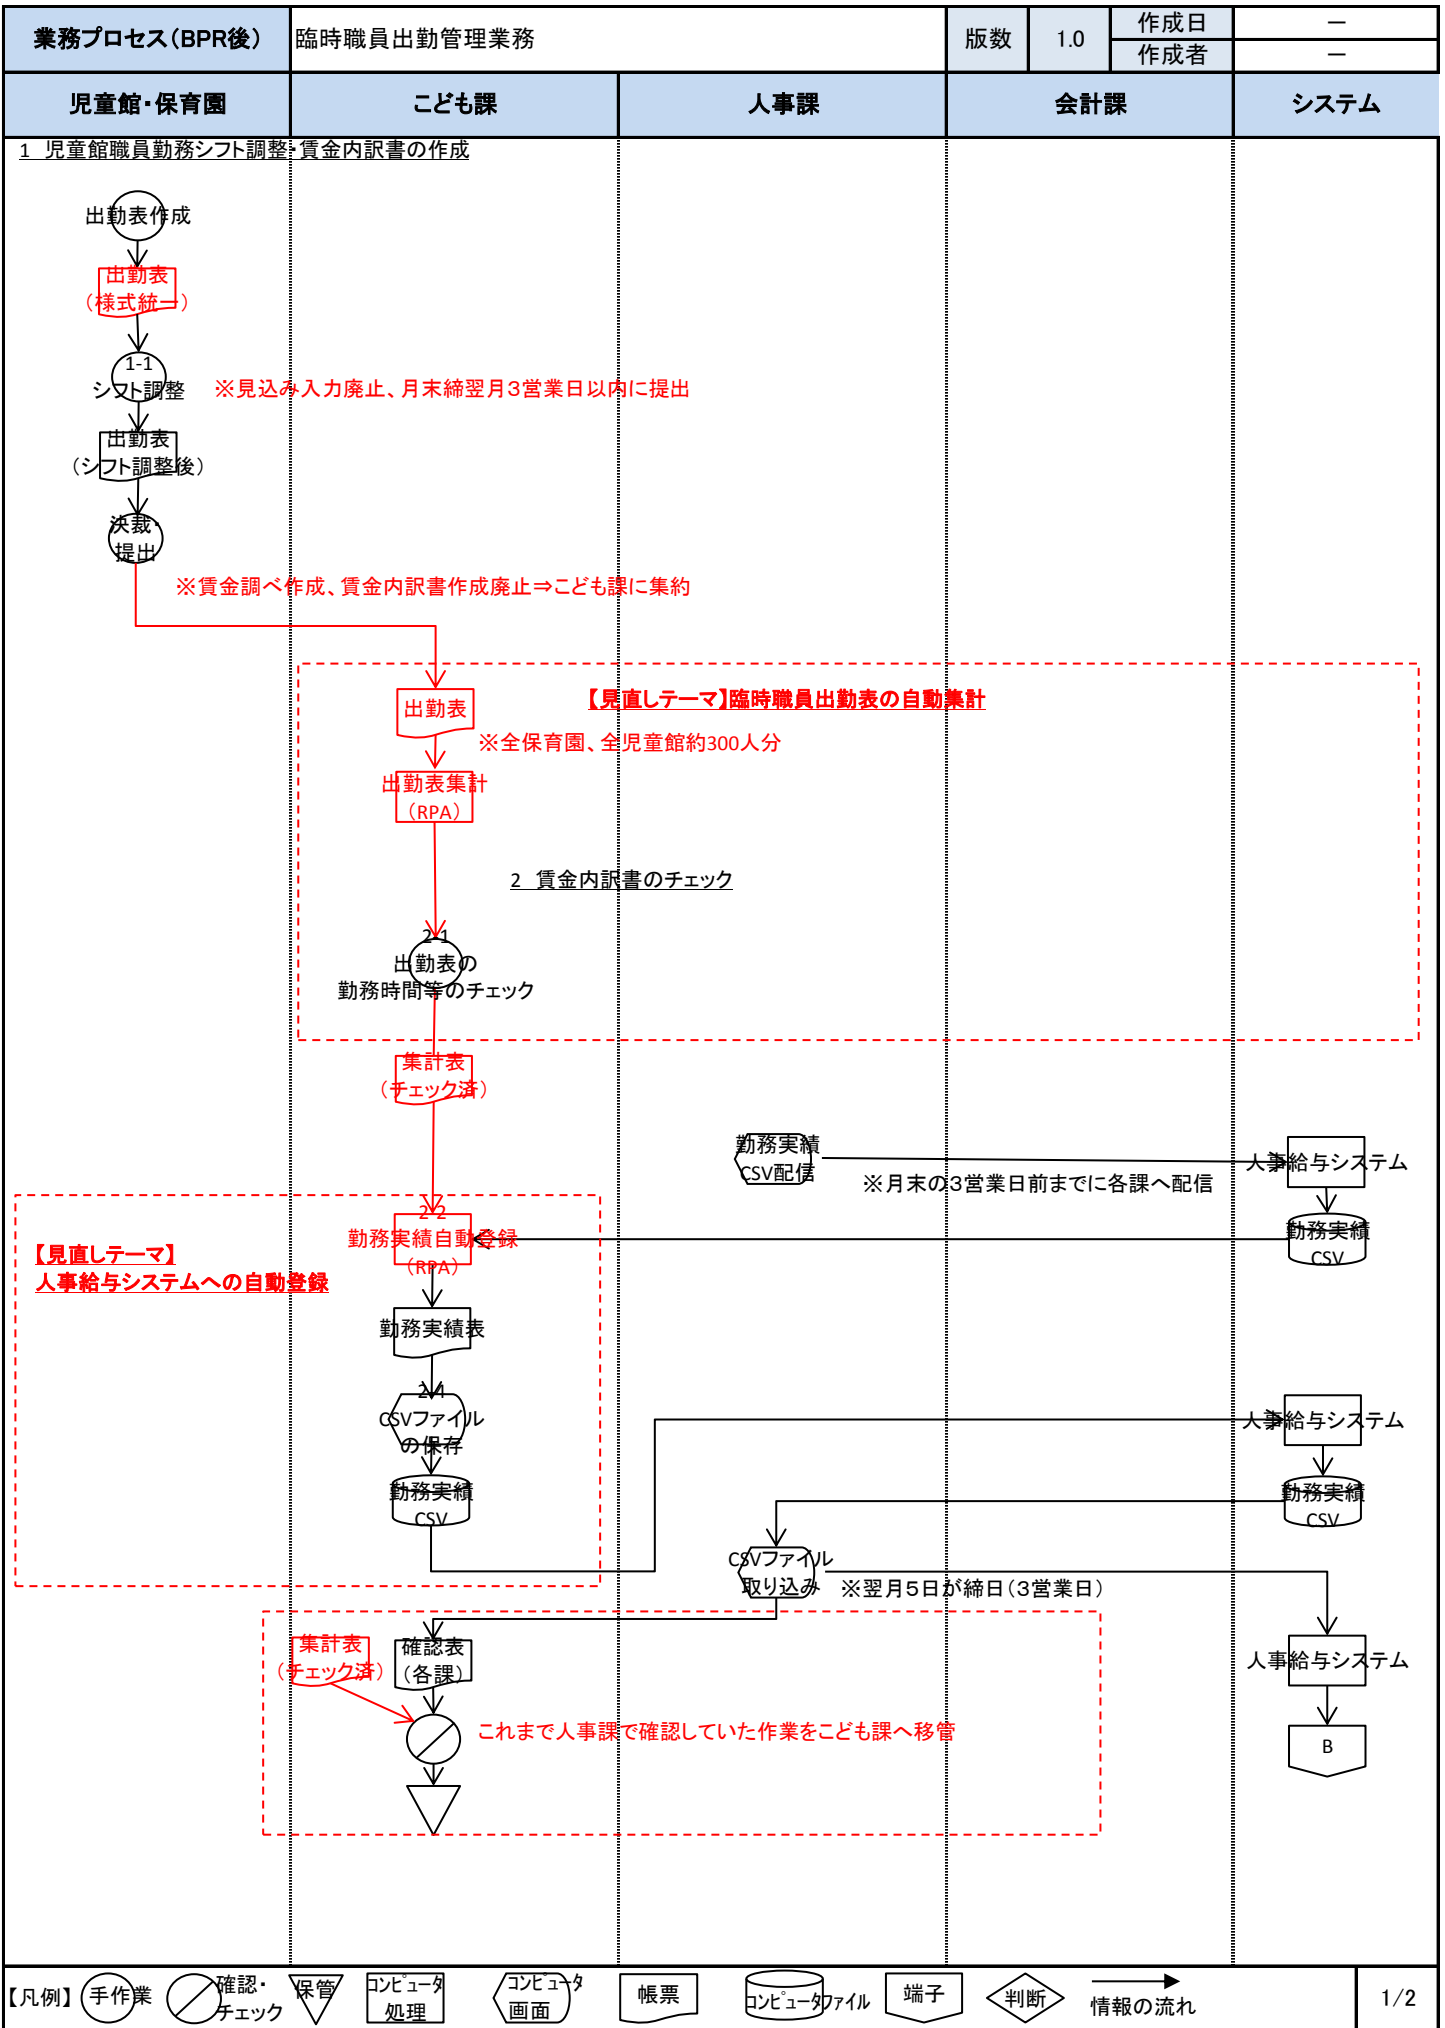 業務プロセス（BPR後）
臨時職員出勤管理業務
版数
1.0
作成日
－
作成者
－
児童館・保育園
こども課
人事課
会計課
システム
1　児童館職員勤務シフト調整・賃金内訳書の作成
出勤表作成
出勤表
（様式統一）
1-1
シフト調整
※見込み入力廃止、月末締翌月３営業日以内に提出
出勤表
（シフト調整後）
決裁・
提出
※賃金調べ作成、賃金内訳書作成廃止⇒こども課に集約
【見直しテーマ】臨時職員出勤表の自動集計
出勤表
※全保育園、全児童館約300人分
出勤表集計
（RPA）
2　賃金内訳書のチェック
2-1
出勤表の
勤務時間等のチェック
集計表
（チェック済）
勤務実績
CSV配信
人事給与システム
※月末の３営業日前までに各課へ配信
2-2
勤務実績自動登録
（RPA）
勤務実績
CSV
【見直しテーマ】
人事給与システムへの自動登録
勤務実績表
2-4
CSVファイル
の保存
人事給与システム
勤務実績
CSV
勤務実績
CSV
CSVファイル
取り込み
※翌月５日が締日（３営業日）
集計表
（チェック済）
確認表
（各課）
人事給与システム
これまで人事課で確認していた作業をこども課へ移管
B
【凡例】
手作業
確認・
チェック
保管
コンピュータ
処理
コンピュータ
画面
帳票
コンピュータファイル
端子
判断
情報の流れ
1/2